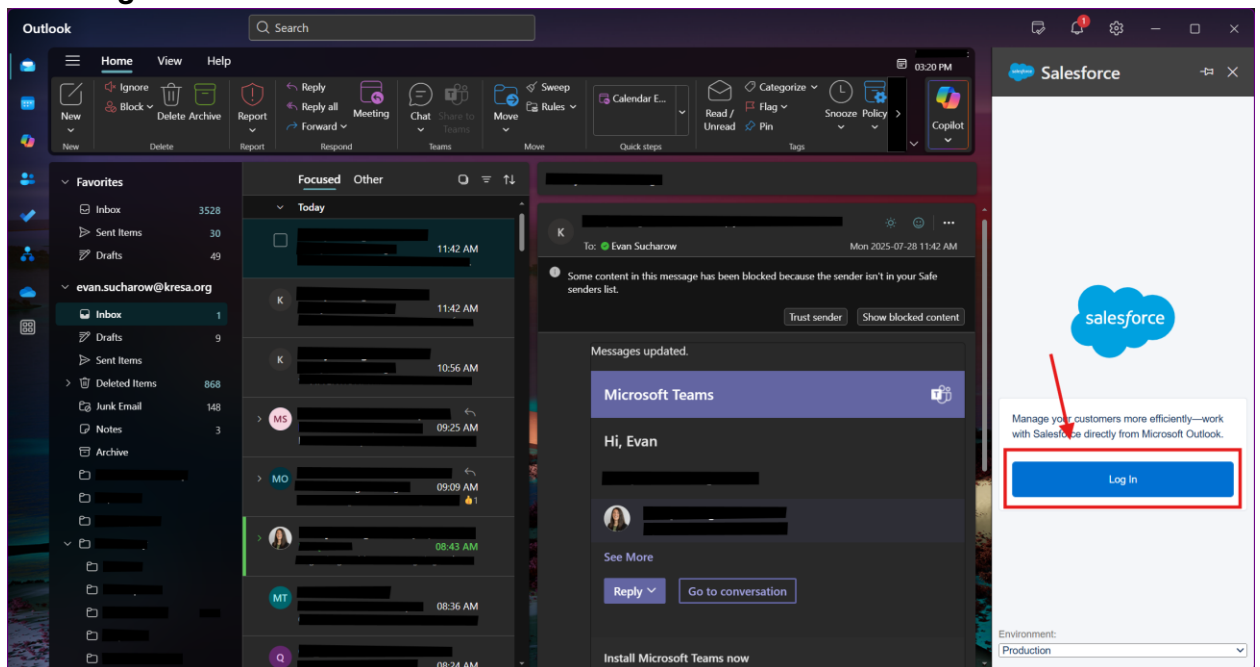 Outlook
Search
1
Home View Help
03:20 PM
Ignore
Block
New
Delete Archive
Report
Reply
Reply all
Forward
Meeting
Chat Share to
Teams
Move
Sweep
Rules
Calendar E...
Read /
Unread
Categorize
Flag
Pin
Snooze Policy
Copilot
New Delete Report Respond Teams Move Quick steps Tags
Favorites
Inbox 3528
Sent Items 30
Drafts 49
evan.sucharow@kresa.org
Inbox 1
Drafts 9
Sent Items
Deleted Items 868
Junk Email 148
Notes 3
Archive
Focused Other
Today
11:42 AM
K
11:42 AM
K
10:56 AM
MS
09:25 AM
MO
09:09 AM
1
08:43 AM
MT
08:36 AM
Q
08:24 AM
K
To: Evan Sucharow
Mon 2025-07-28 11:42 AM
Some content in this message has been blocked because the sender isn't in your Safe
senders list.
Trust sender Show blocked content
Messages updated.
Microsoft Teams
Hi, Evan
See More
Reply Go to conversation
Install Microsoft Teams now
Salesforce
salesforce
Manage your customers more efficiently—work
with Salesforce directly from Microsoft Outlook.
Log In
Environment:
Production